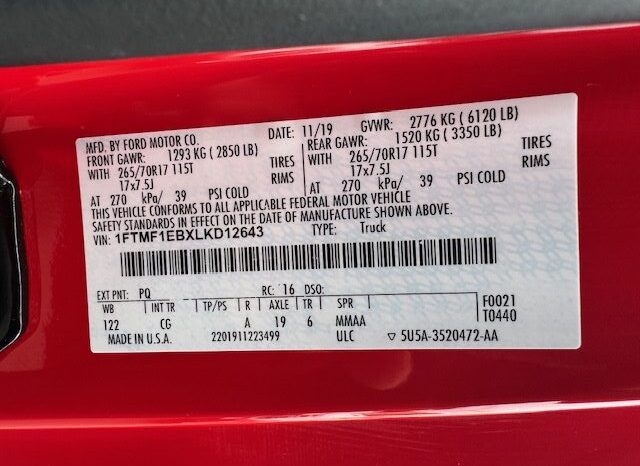 MFD. BY FORD MOTOR CO.
DATE: 11/19 GVWR: 2776 KG ( 6120 LB)
FRONT GAWR: 1293 KG ( 2850 LB) REAR GAWR: 1520 KG ( 3350 LB)
WITH 265/70R17 115T TIRES WITH 265/70R17 115T TIRES
17x7.5J RIMS 17x7.5J RIMS
AT 270 kPa/ 39 PSI COLD AT 270 kPa/ 39 PSI COLD
THIS VEHICLE CONFORMS TO ALL APPLICABLE FEDERAL MOTOR VEHICLE
SAFETY STANDARDS IN EFFECT ON THE DATE OF MANUFACTURE SHOWN ABOVE.
VIN: 1FTMF1EBXLKD12643 TYPE: Truck
EXT PNT: PQ RC: 16 DSO:
WB INT TR TP/PS R AXLE TR SPR F0021
122 CG A 19 6 MMAA T0440
MADE IN U.S.A. 2201911223499 ULC ▽ 5U5A-3520472-AA